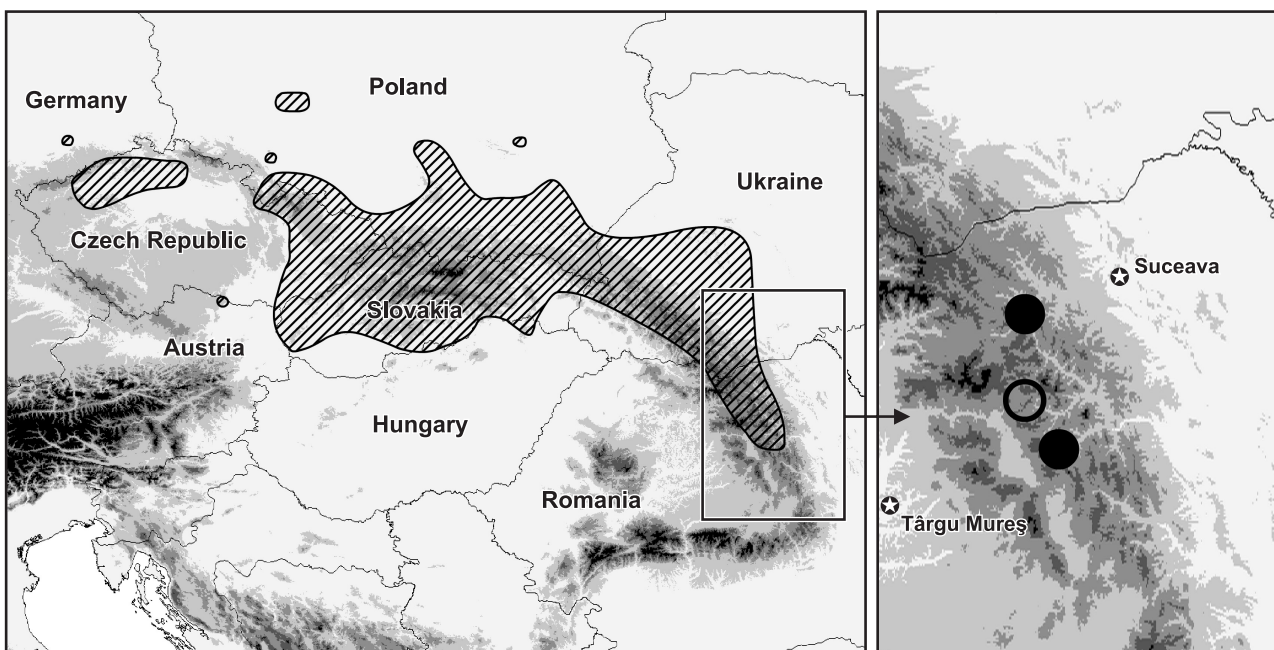 Poland
Germany
Ukraine
Czech Republic
Slovakia
Austria
Hungary
Romania
Suceava
Târgu Mureş